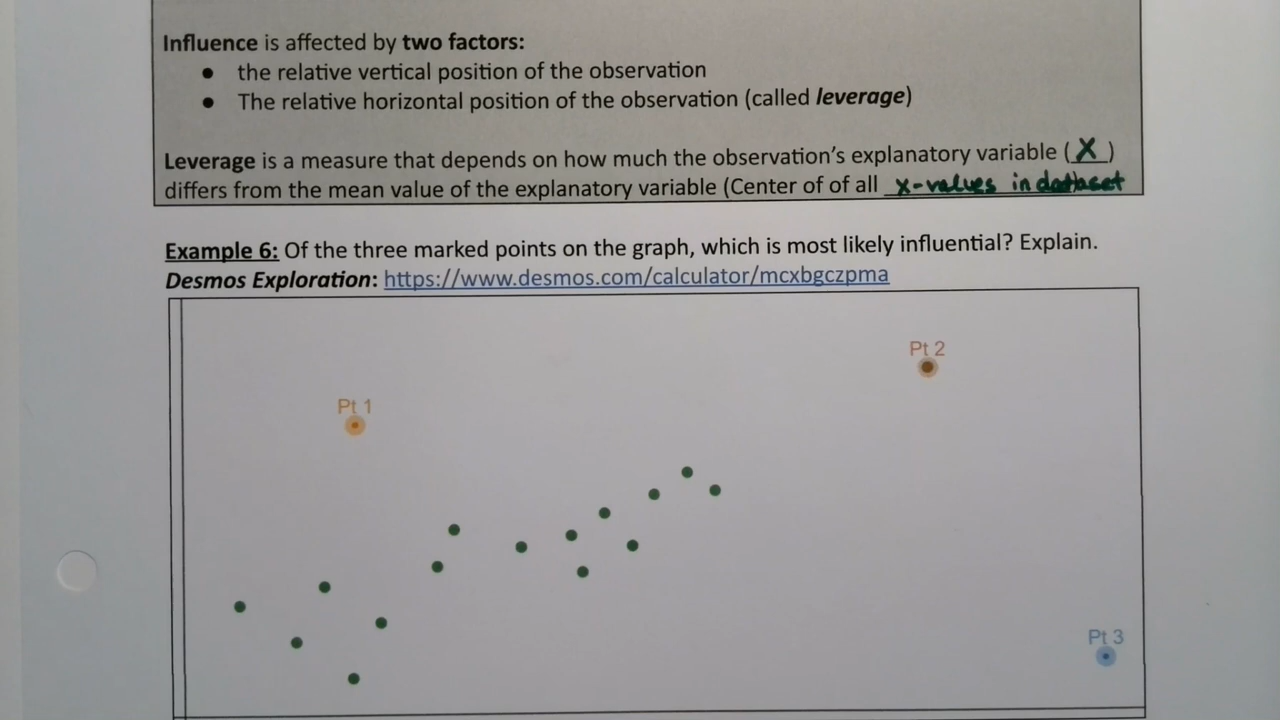 Influence is affected by two factors:
● the relative vertical position of the observation
● The relative horizontal position of the observation (called leverage)
Leverage is a measure that depends on how much the observation's explanatory variable ( X )
differs from the mean value of the explanatory variable (Center of of all x-values in dataset
Example 6: Of the three marked points on the graph, which is most likely influential? Explain.
Desmos Exploration: https://www.desmos.com/calculator/mcxbgczpma
Pt 2
Pt 1
Pt 3